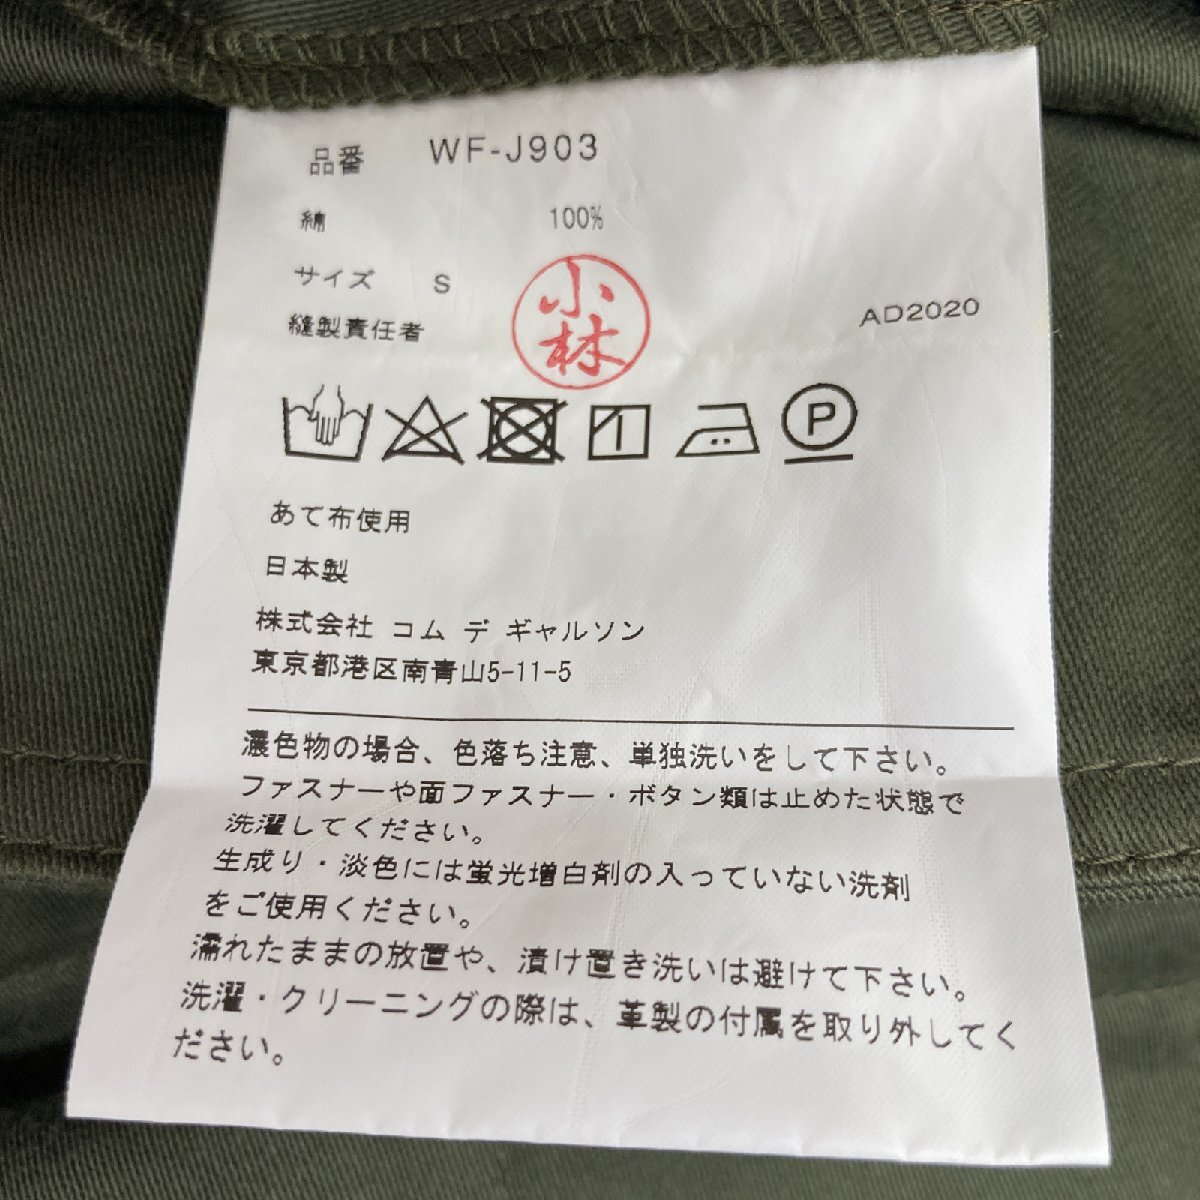 品番 WF-J903
綿 100%
サイズ S
縫製責任者 小林 AD2020
P
あて布使用
日本製
株式会社 コム デ ギャルソン
東京都港区南青山5-11-5
濃色物の場合、色落ち注意、単独洗いをして下さい。
ファスナーや面ファスナー・ボタン類は止めた状態で
洗濯してください。
生成り・淡色には蛍光増白剤の入っていない洗剤
をご使用ください。
濡れたままの放置や、漬け置き洗いは避けて下さい。
洗濯・クリーニングの際は、革製の付属を取り外してく
ださい。